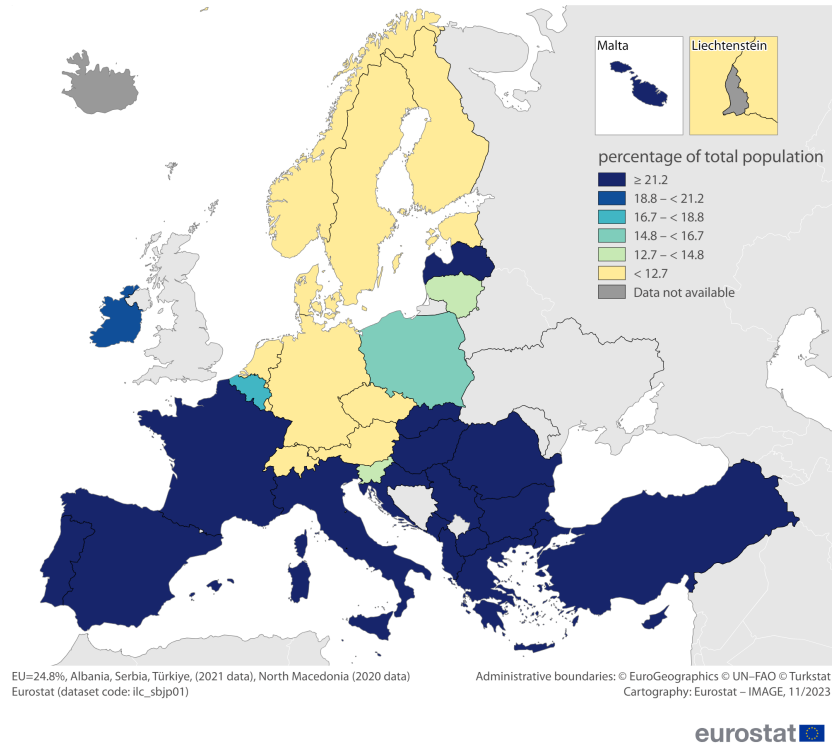 Malta
Liechtenstein
percentage of total population
≥ 21.2
18.8 – < 21.2
16.7 – < 18.8
14.8 – < 16.7
12.7 – < 14.8
< 12.7
Data not available
EU=24.8%, Albania, Serbia, Türkiye, (2021 data), North Macedonia (2020 data)
Eurostat (dataset code: ilc_sbjp01)
Administrative boundaries: © EuroGeographics © UN–FAO © Turkstat
Cartography: Eurostat – IMAGE, 11/2023
eurostat